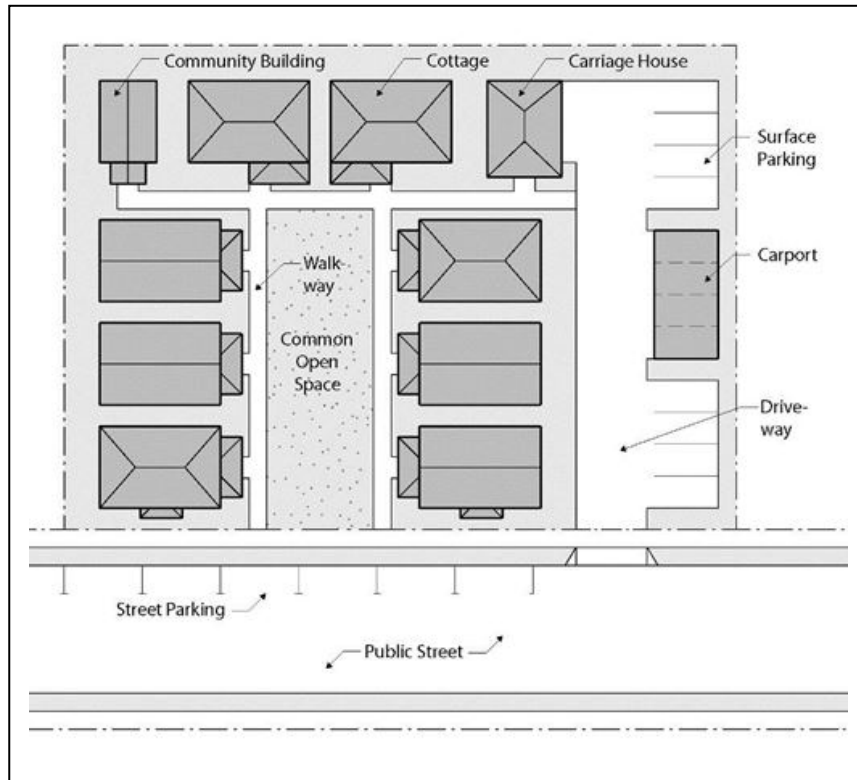 Community Building
Cottage
Carriage House
Surface
Parking
Carport
Walk-
way
Common
Open
Space
Drive-
way
Street Parking
Public Street